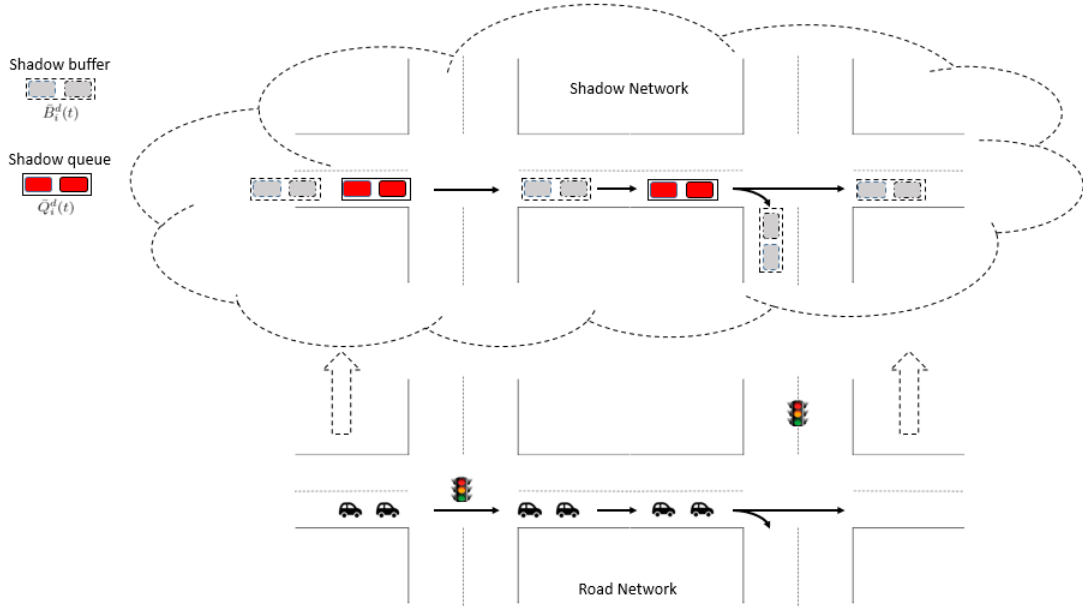 Shadow buffer
B̃ᵢᵈ(t)
Shadow queue
Q̃ᵢᵈ(t)
Shadow Network
Road Network